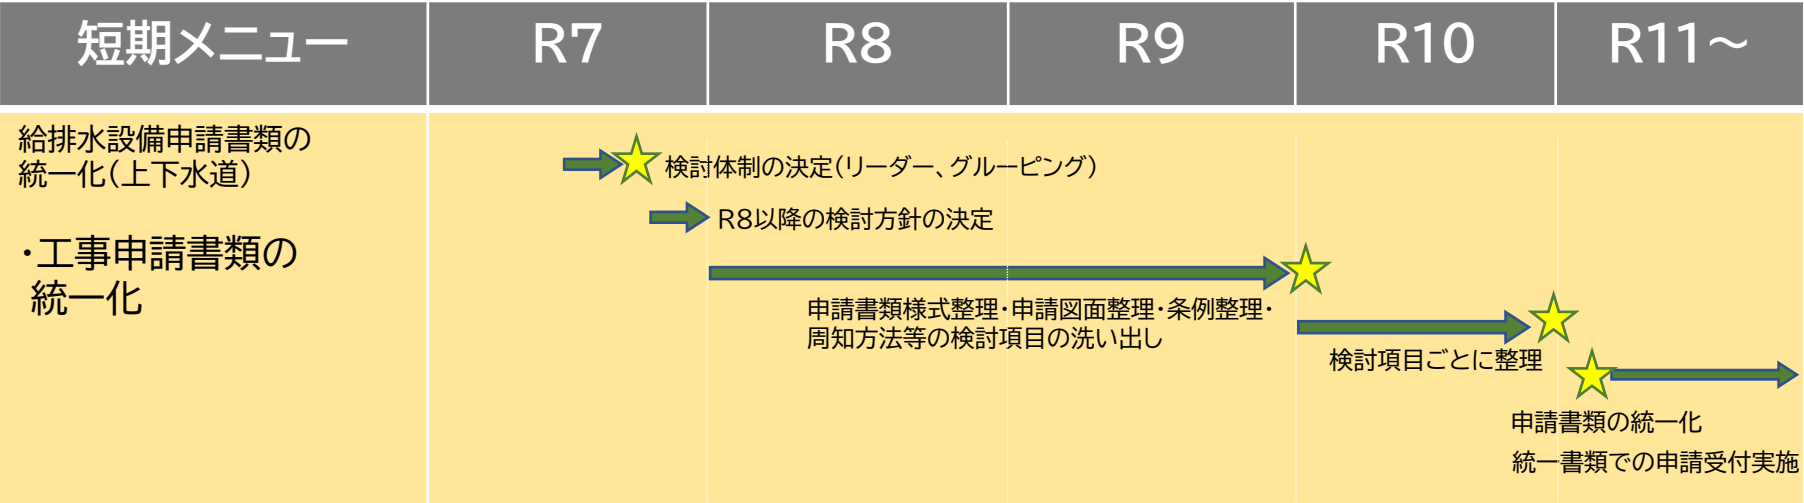 短期メニュー R7 R8 R9 R10 R11～
給排水設備申請書類の
統一化(上下水道)
・工事申請書類の
統一化
検討体制の決定(リーダー、グルーピング)
R8以降の検討方針の決定
申請書類様式整理・申請図面整理・条例整理・
周知方法等の検討項目の洗い出し
検討項目ごとに整理
申請書類の統一化
統一書類での申請受付実施